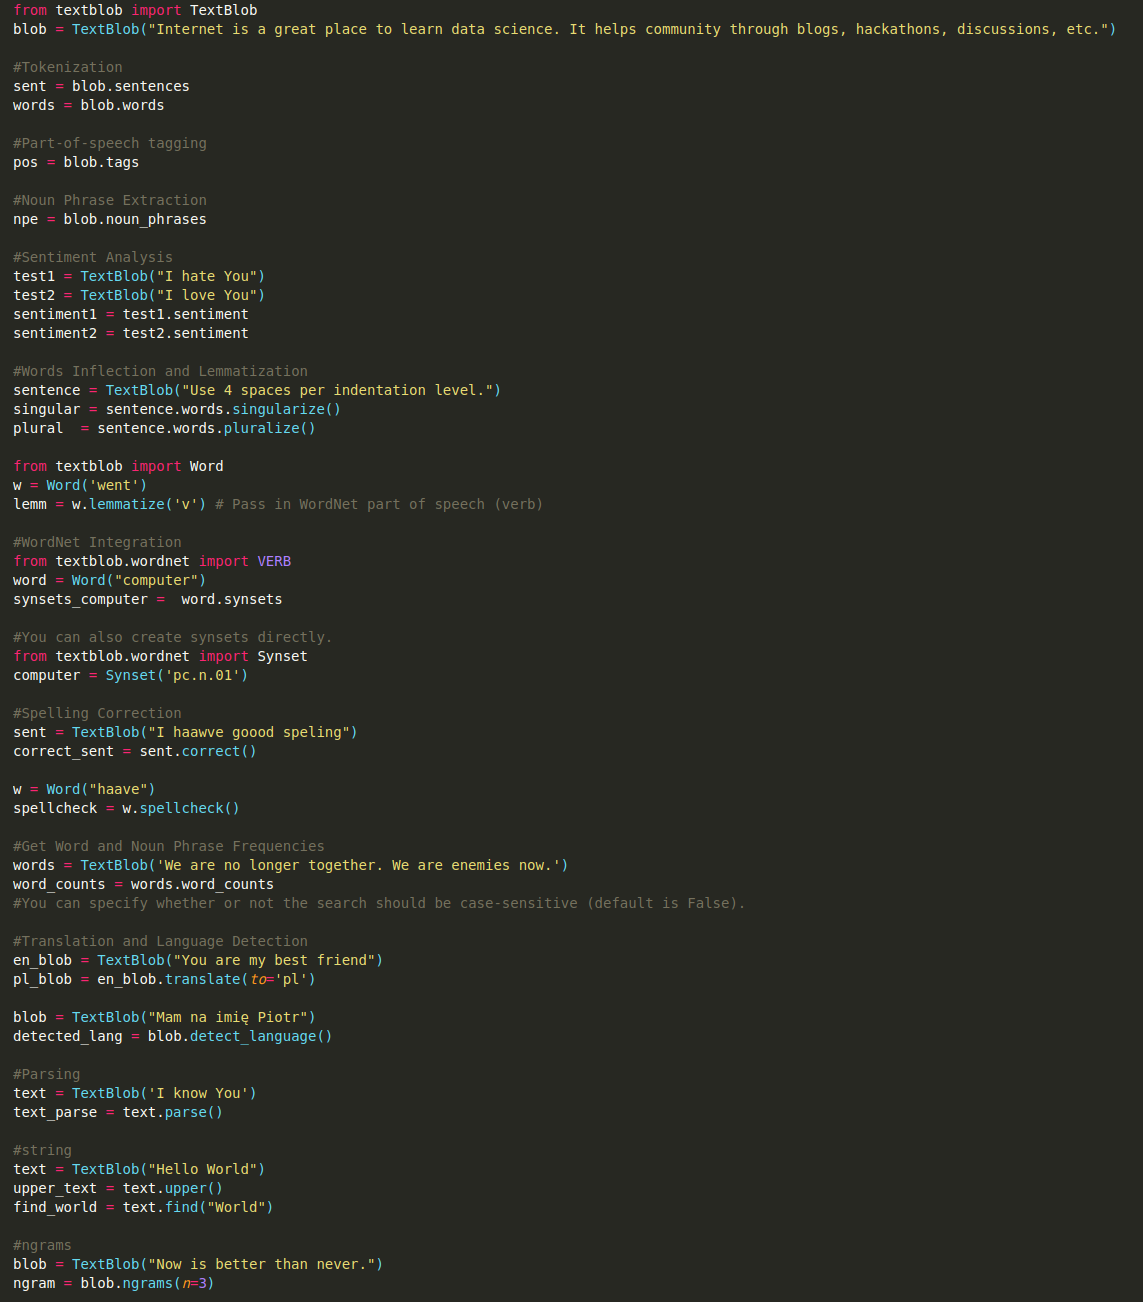 from textblob import TextBlob
blob = TextBlob("Internet is a great place to learn data science. It helps community through blogs, hackathons, discussions, etc.")
#Tokenization
sent = blob.sentences
words = blob.words
#Part-of-speech tagging
pos = blob.tags
#Noun Phrase Extraction
npe = blob.noun_phrases
#Sentiment Analysis
test1 = TextBlob("I hate You")
test2 = TextBlob("I love You")
sentiment1 = test1.sentiment
sentiment2 = test2.sentiment
#Words Inflection and Lemmatization
sentence = TextBlob("Use 4 spaces per indentation level.")
singular = sentence.words.singularize()
plural  = sentence.words.pluralize()
from textblob import Word
w = Word('went')
lemm = w.lemmatize('v') # Pass in WordNet part of speech (verb)
#WordNet Integration
from textblob.wordnet import VERB
word = Word("computer")
synsets_computer =  word.synsets
#You can also create synsets directly.
from textblob.wordnet import Synset
computer = Synset('pc.n.01')
#Spelling Correction
sent = TextBlob("I haawve goood speling")
correct_sent = sent.correct()
w = Word("haave")
spellcheck = w.spellcheck()
#Get Word and Noun Phrase Frequencies
words = TextBlob('We are no longer together. We are enemies now.')
word_counts = words.word_counts
#You can specify whether or not the search should be case-sensitive (default is False).
#Translation and Language Detection
en_blob = TextBlob("You are my best friend")
pl_blob = en_blob.translate(to='pl')
blob = TextBlob("Mam na imię Piotr")
detected_lang = blob.detect_language()
#Parsing
text = TextBlob('I know You')
text_parse = text.parse()
#string
text = TextBlob("Hello World")
upper_text = text.upper()
find_world = text.find("World")
#ngrams
blob = TextBlob("Now is better than never.")
ngram = blob.ngrams(n=3)